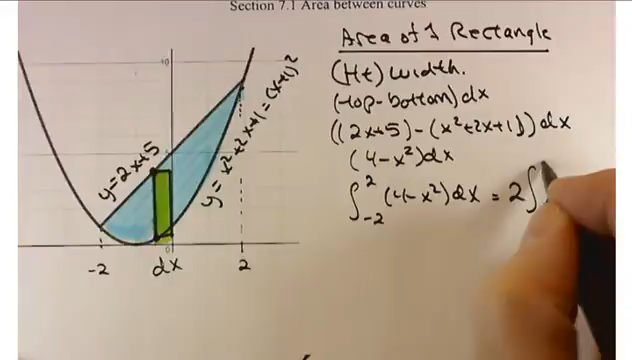 Section 7.1 Area between curves
Area of 1 Rectangle
(Ht) width.
(top-bottom) dx
((2x+5)-(x²+2x+1)) dx
(4-x²)dx
∫₋₂² (4-x²)dx = 2∫
10
y=2x+5
y=x²+2x+1=(x+1)²
0
-2
dx
2